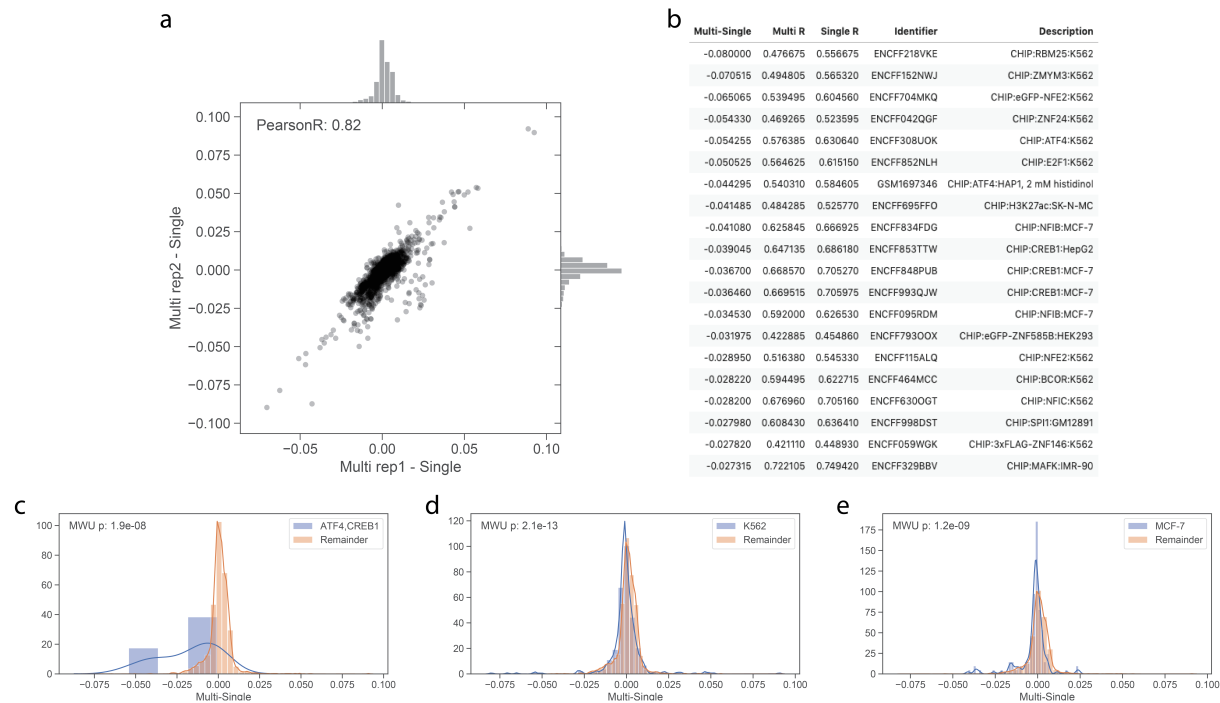 a
PearsonR: 0.82
0.100
0.075
0.050
0.025
0.000
−0.025
−0.050
−0.075
−0.100
−0.05 0.00 0.05 0.10
Multi rep1 - Single
Multi rep2 - Single
b
Multi-Single Multi R Single R Identifier Description
-0.080000 0.476675 0.556675 ENCFF218VKE CHIP:RBM25:K562
-0.070515 0.494805 0.565320 ENCFF152NWJ CHIP:ZMYM3:K562
-0.065065 0.539495 0.604560 ENCFF704MKQ CHIP:eGFP-NFE2:K562
-0.054330 0.469265 0.523595 ENCFF042QGF CHIP:ZNF24:K562
-0.054255 0.576385 0.630640 ENCFF308UOK CHIP:ATF4:K562
-0.050525 0.564625 0.615150 ENCFF852NLH CHIP:E2F1:K562
-0.044295 0.540310 0.584605 GSM1697346 CHIP:ATF4:HAP1, 2 mM histidinol
-0.041485 0.484285 0.525770 ENCFF695FFO CHIP:H3K27ac:SK-N-MC
-0.041080 0.625845 0.666925 ENCFF834FDG CHIP:NFIB:MCF-7
-0.039045 0.647135 0.686180 ENCFF853TTW CHIP:CREB1:HepG2
-0.036700 0.668570 0.705270 ENCFF848PUB CHIP:CREB1:MCF-7
-0.036460 0.669515 0.705975 ENCFF993QJW CHIP:CREB1:MCF-7
-0.034530 0.592000 0.626530 ENCFF095RDM CHIP:NFIB:MCF-7
-0.031975 0.422885 0.454860 ENCFF793OOX CHIP:eGFP-ZNF585B:HEK293
-0.028950 0.516380 0.545330 ENCFF115ALQ CHIP:NFE2:K562
-0.028220 0.594495 0.622715 ENCFF464MCC CHIP:BCOR:K562
-0.028200 0.676960 0.705160 ENCFF630OGT CHIP:NFIC:K562
-0.027980 0.608430 0.636410 ENCFF998DST CHIP:SPI1:GM12891
-0.027820 0.421110 0.448930 ENCFF059WGK CHIP:3xFLAG-ZNF146:K562
-0.027315 0.722105 0.749420 ENCFF329BBV CHIP:MAFK:IMR-90
c
MWU p: 1.9e-08
ATF4,CREB1
Remainder
100
80
60
40
20
0
−0.075 −0.050 −0.025 0.000 0.025 0.050 0.075 0.100
Multi-Single
d
MWU p: 2.1e-13
K562
Remainder
120
100
80
60
40
20
0
−0.075 −0.050 −0.025 0.000 0.025 0.050 0.075 0.100
Multi-Single
e
MWU p: 1.2e-09
MCF-7
Remainder
175
150
125
100
75
50
25
0
−0.075 −0.050 −0.025 0.000 0.025 0.050 0.075 0.100
Multi-Single